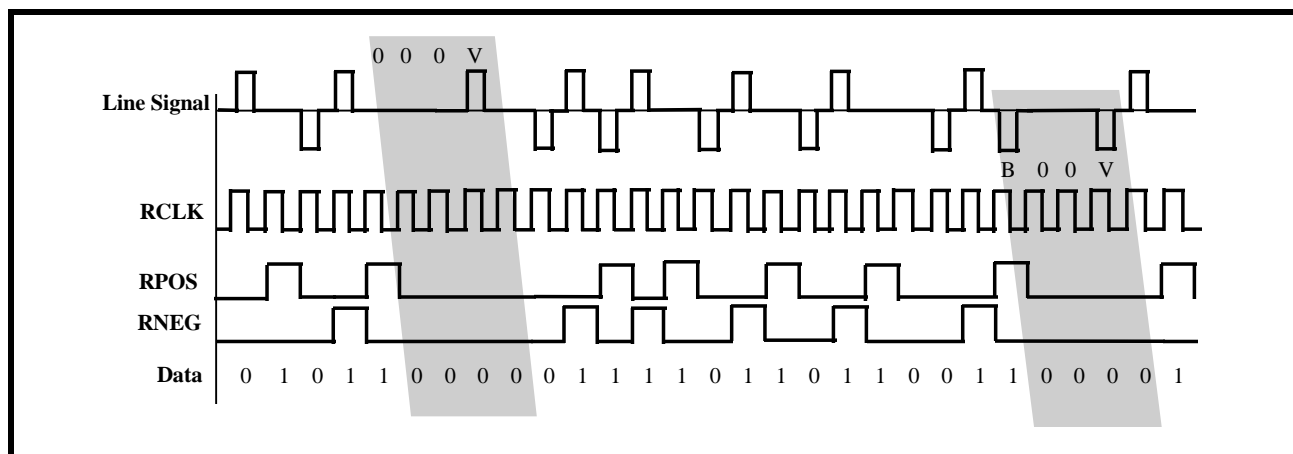 0 0 0 V
Line Signal
B 0 0 V
RCLK
RPOS
RNEG
Data 0 1 0 1 1 0 0 0 0 0 1 1 1 1 0 1 1 0 1 1 0 0 1 1 0 0 0 0 1